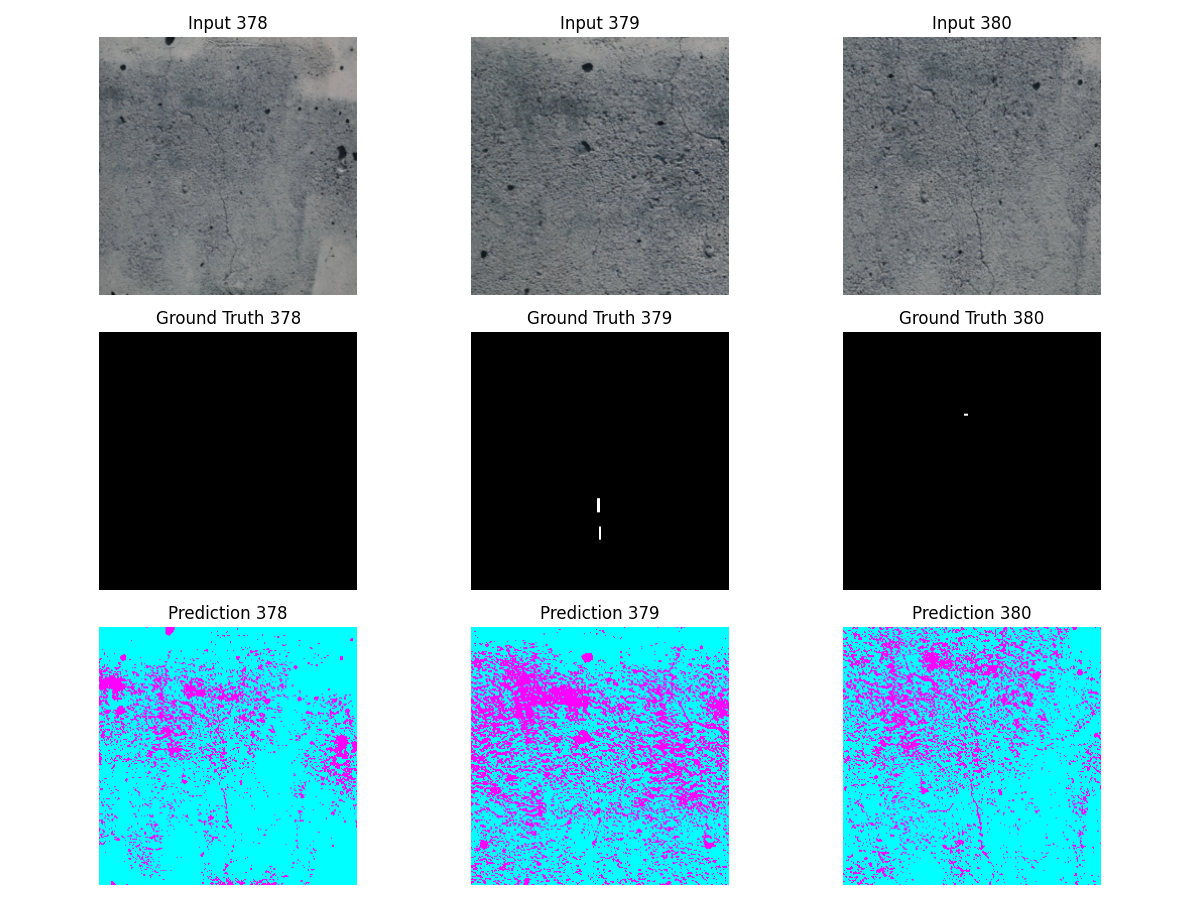 Input 378
Input 379
Input 380
Ground Truth 378
Ground Truth 379
Ground Truth 380
Prediction 378
Prediction 379
Prediction 380